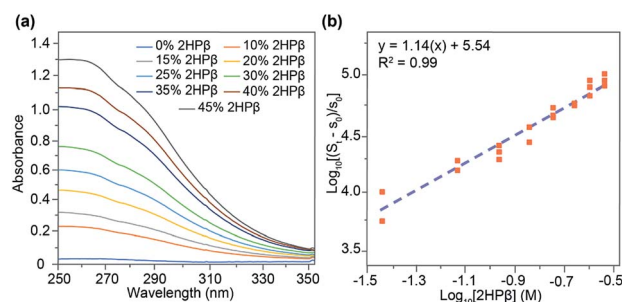 (a)
1.4
1.2
1.0
0.8
0.6
0.4
0.2
0
Absorbance
0% 2HPβ 10% 2HPβ
15% 2HPβ 20% 2HPβ
25% 2HPβ 30% 2HPβ
35% 2HPβ 40% 2HPβ
45% 2HPβ
250 270 290 310 330 350
Wavelength (nm)
(b)
y = 1.14(x) + 5.54
R² = 0.99
5.0
4.5
4.0
3.5
Log₁₀[(Sₜ - s₀)/s₀]
-1.5 -1.3 -1.1 -0.9 -0.7 -0.5
Log₁₀[2HPβ] (M)